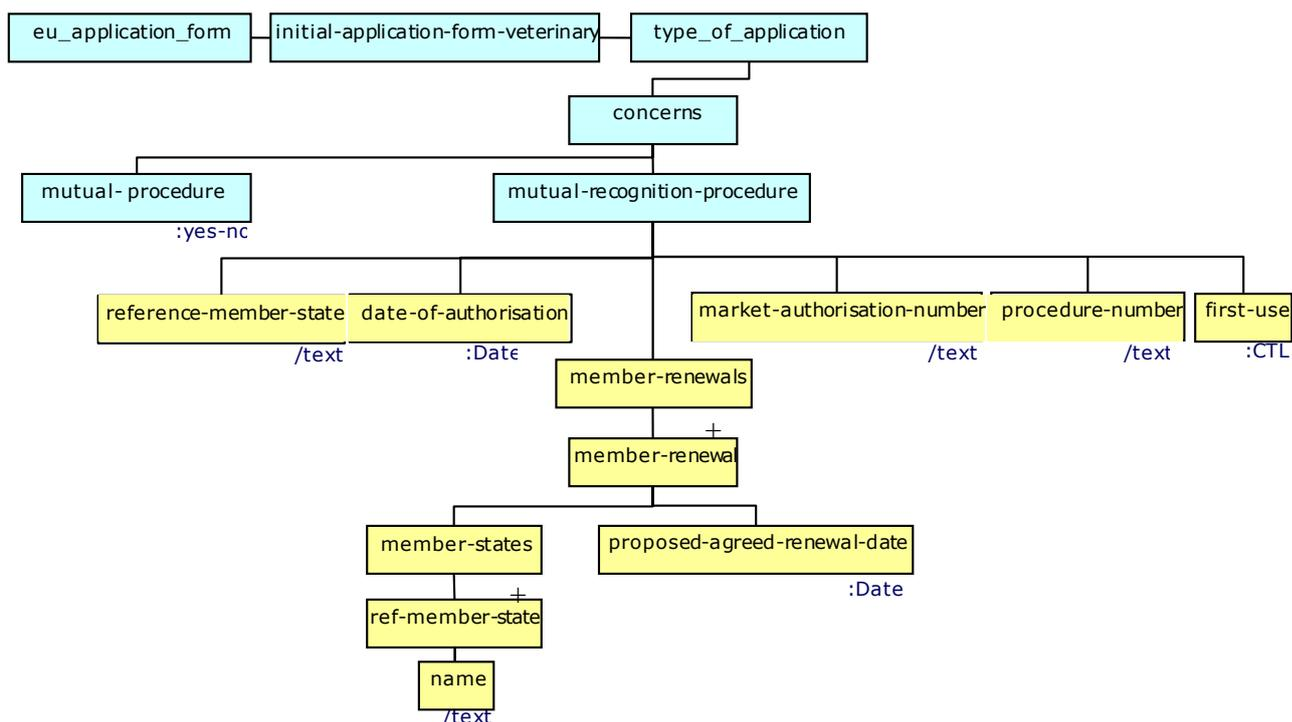 eu_application_form initial-application-form-veterinary type_of_application
concerns
mutual- procedure mutual-recognition-procedure
:yes-nc
reference-member-state date-of-authorisation market-authorisation-number procedure-number first-use
/text :Date /text /text :CTL
member-renewals
+
member-renewal
member-states proposed-agreed-renewal-date
:Date
+
ref-member-state
name
/text